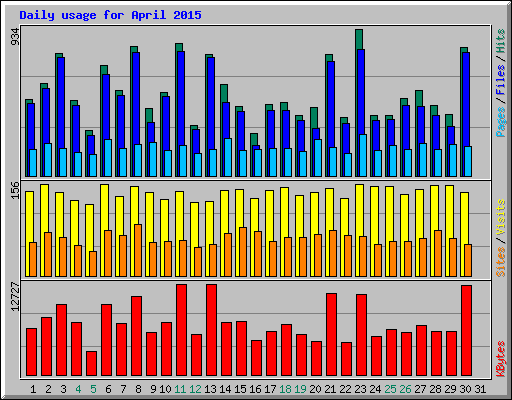 Daily usage for April 2015
934
Pages / Files / Hits
156
Sites / Visits
12727
KBytes
1 2 3 4 5 6 7 8 9 10 11 12 13 14 15 16 17 18 19 20 21 22 23 24 25 26 27 28 29 30 31